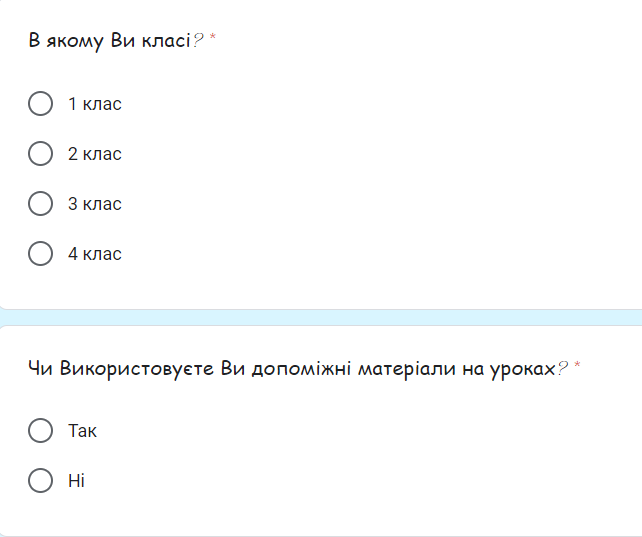 В якому Ви класі? *
1 клас
2 клас
3 клас
4 клас
Чи Використовуєте Ви допоміжні матеріали на уроках? *
Так
Ні